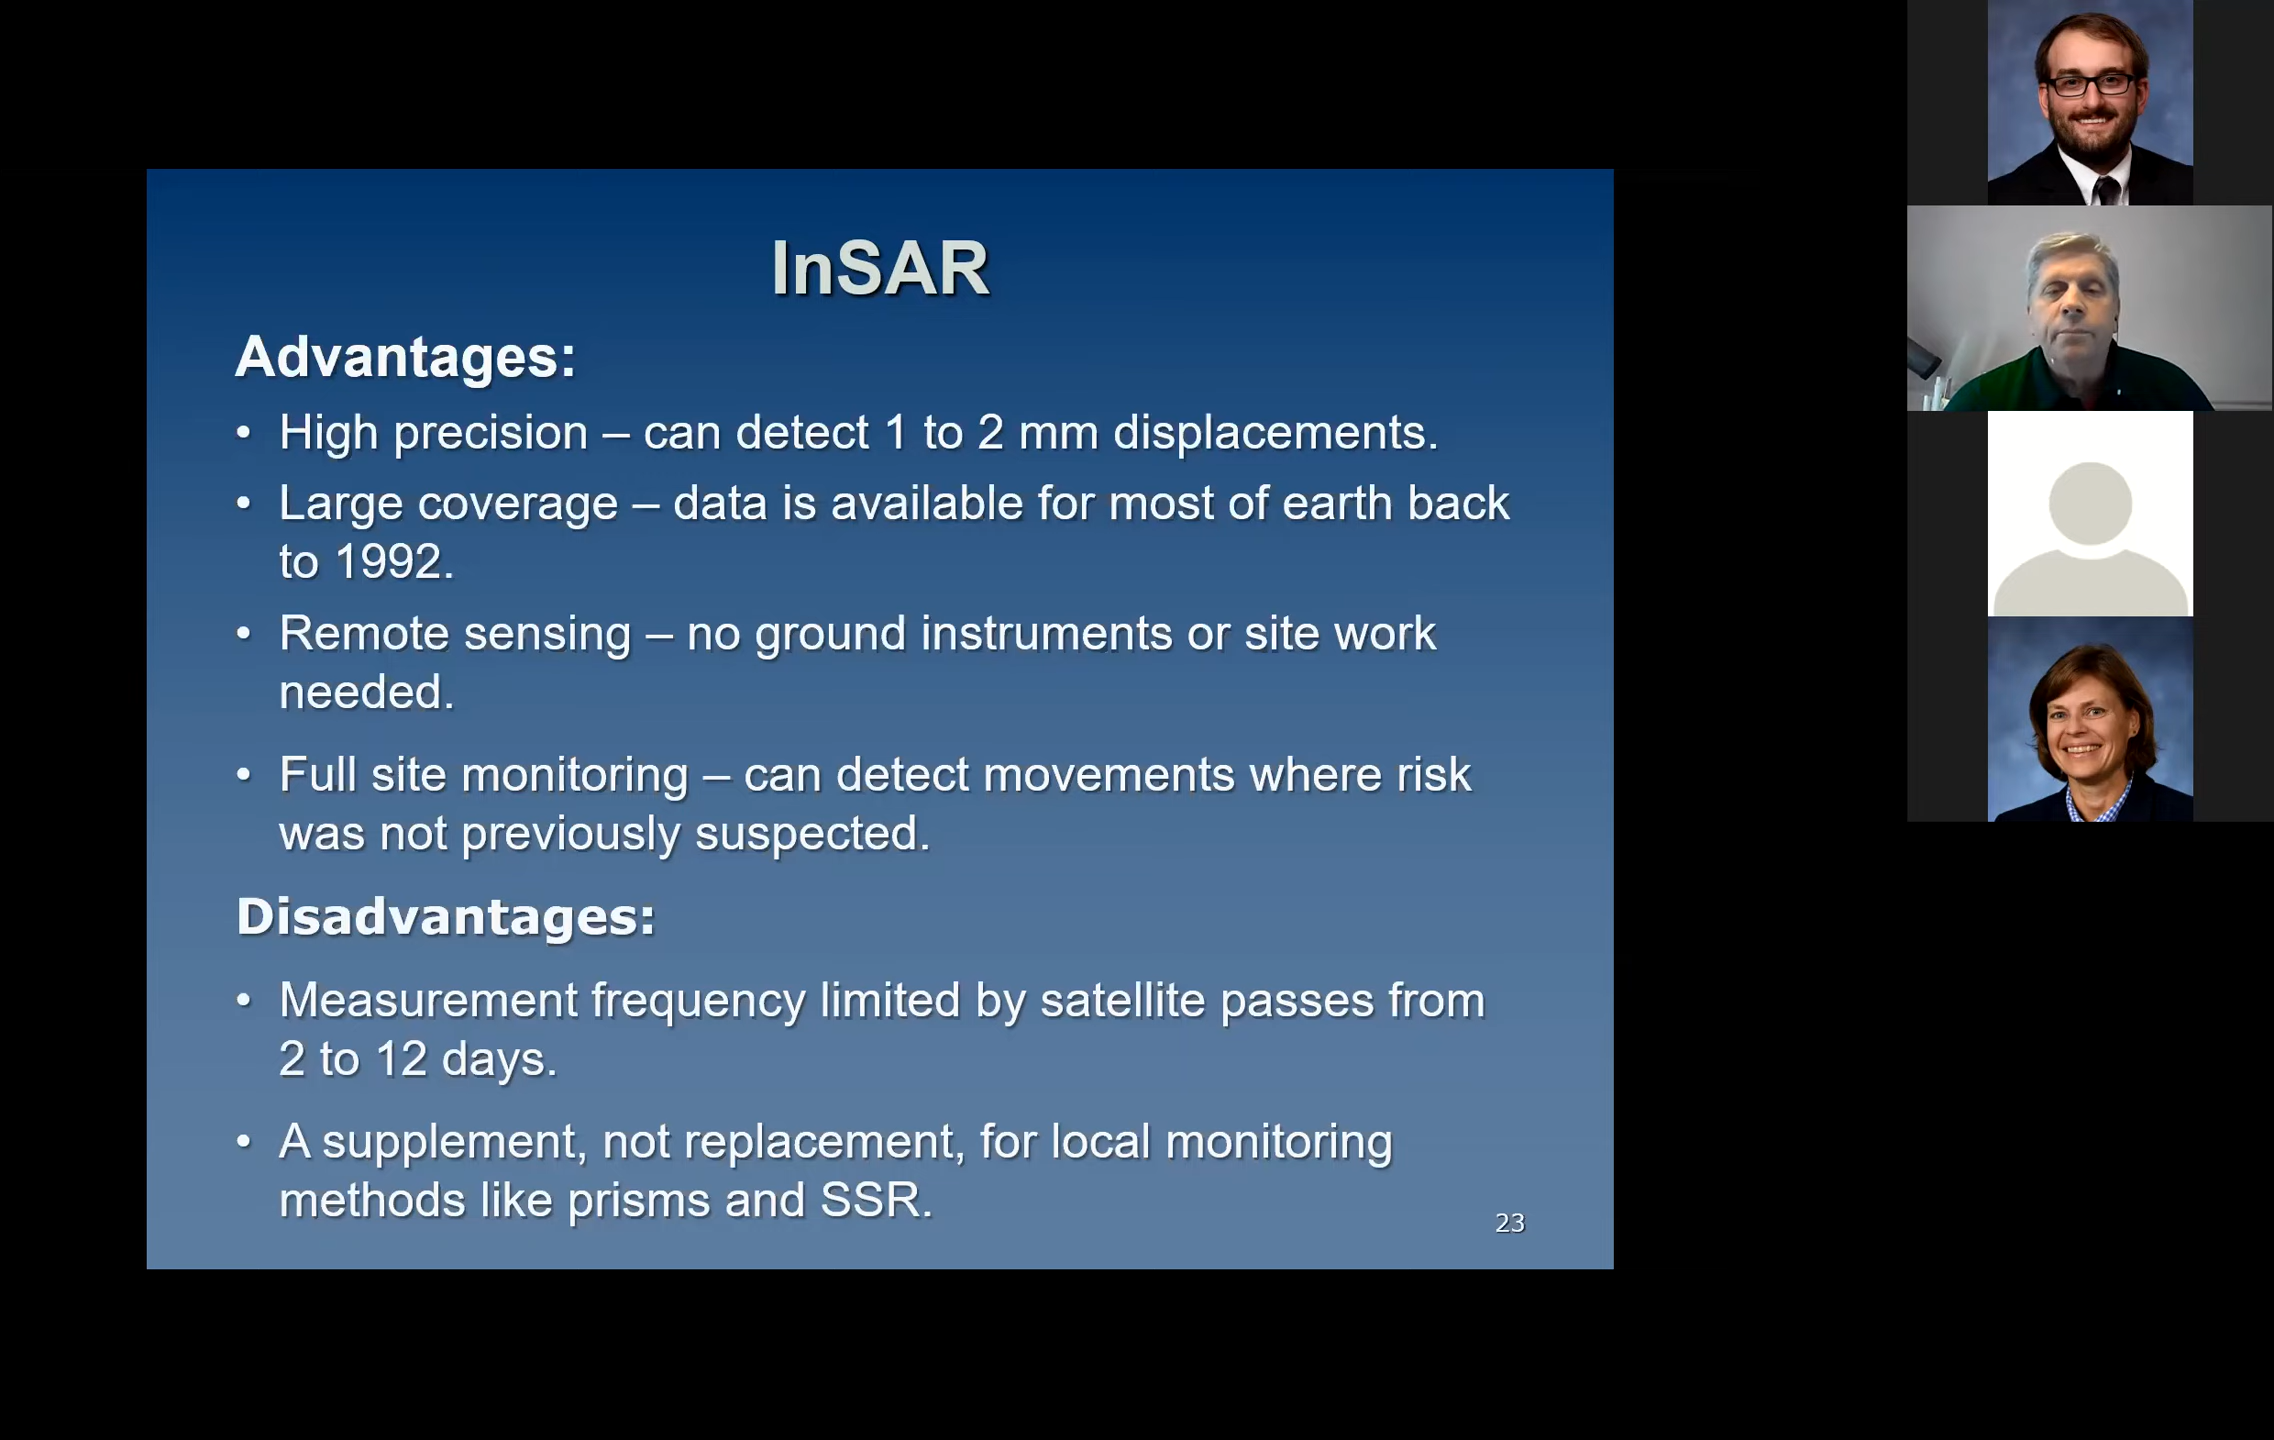 InSAR
Advantages:
• High precision – can detect 1 to 2 mm displacements.
• Large coverage – data is available for most of earth back
to 1992.
• Remote sensing – no ground instruments or site work
needed.
• Full site monitoring – can detect movements where risk
was not previously suspected.
Disadvantages:
• Measurement frequency limited by satellite passes from
2 to 12 days.
• A supplement, not replacement, for local monitoring
methods like prisms and SSR.
23